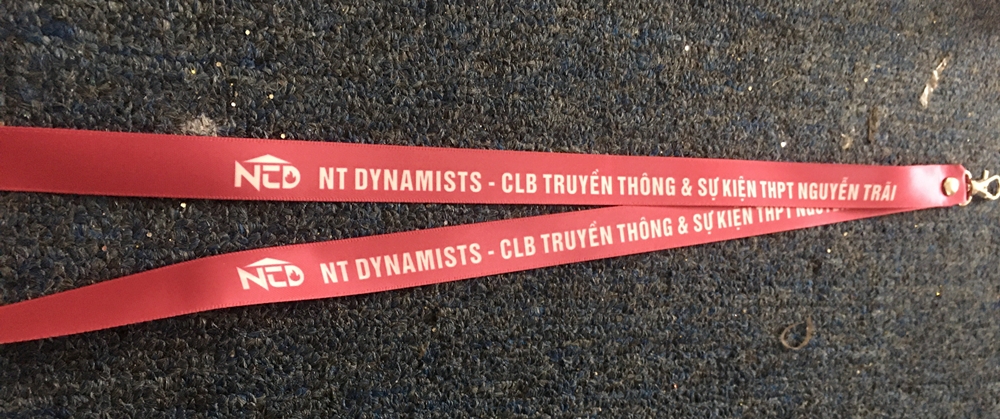 NTD NT DYNAMISTS - CLB TRUYỀN THÔNG & SỰ KIỆN THPT NGUYỄN TRÃI
NTD NT DYNAMISTS - CLB TRUYỀN THÔNG & SỰ KIỆN THPT